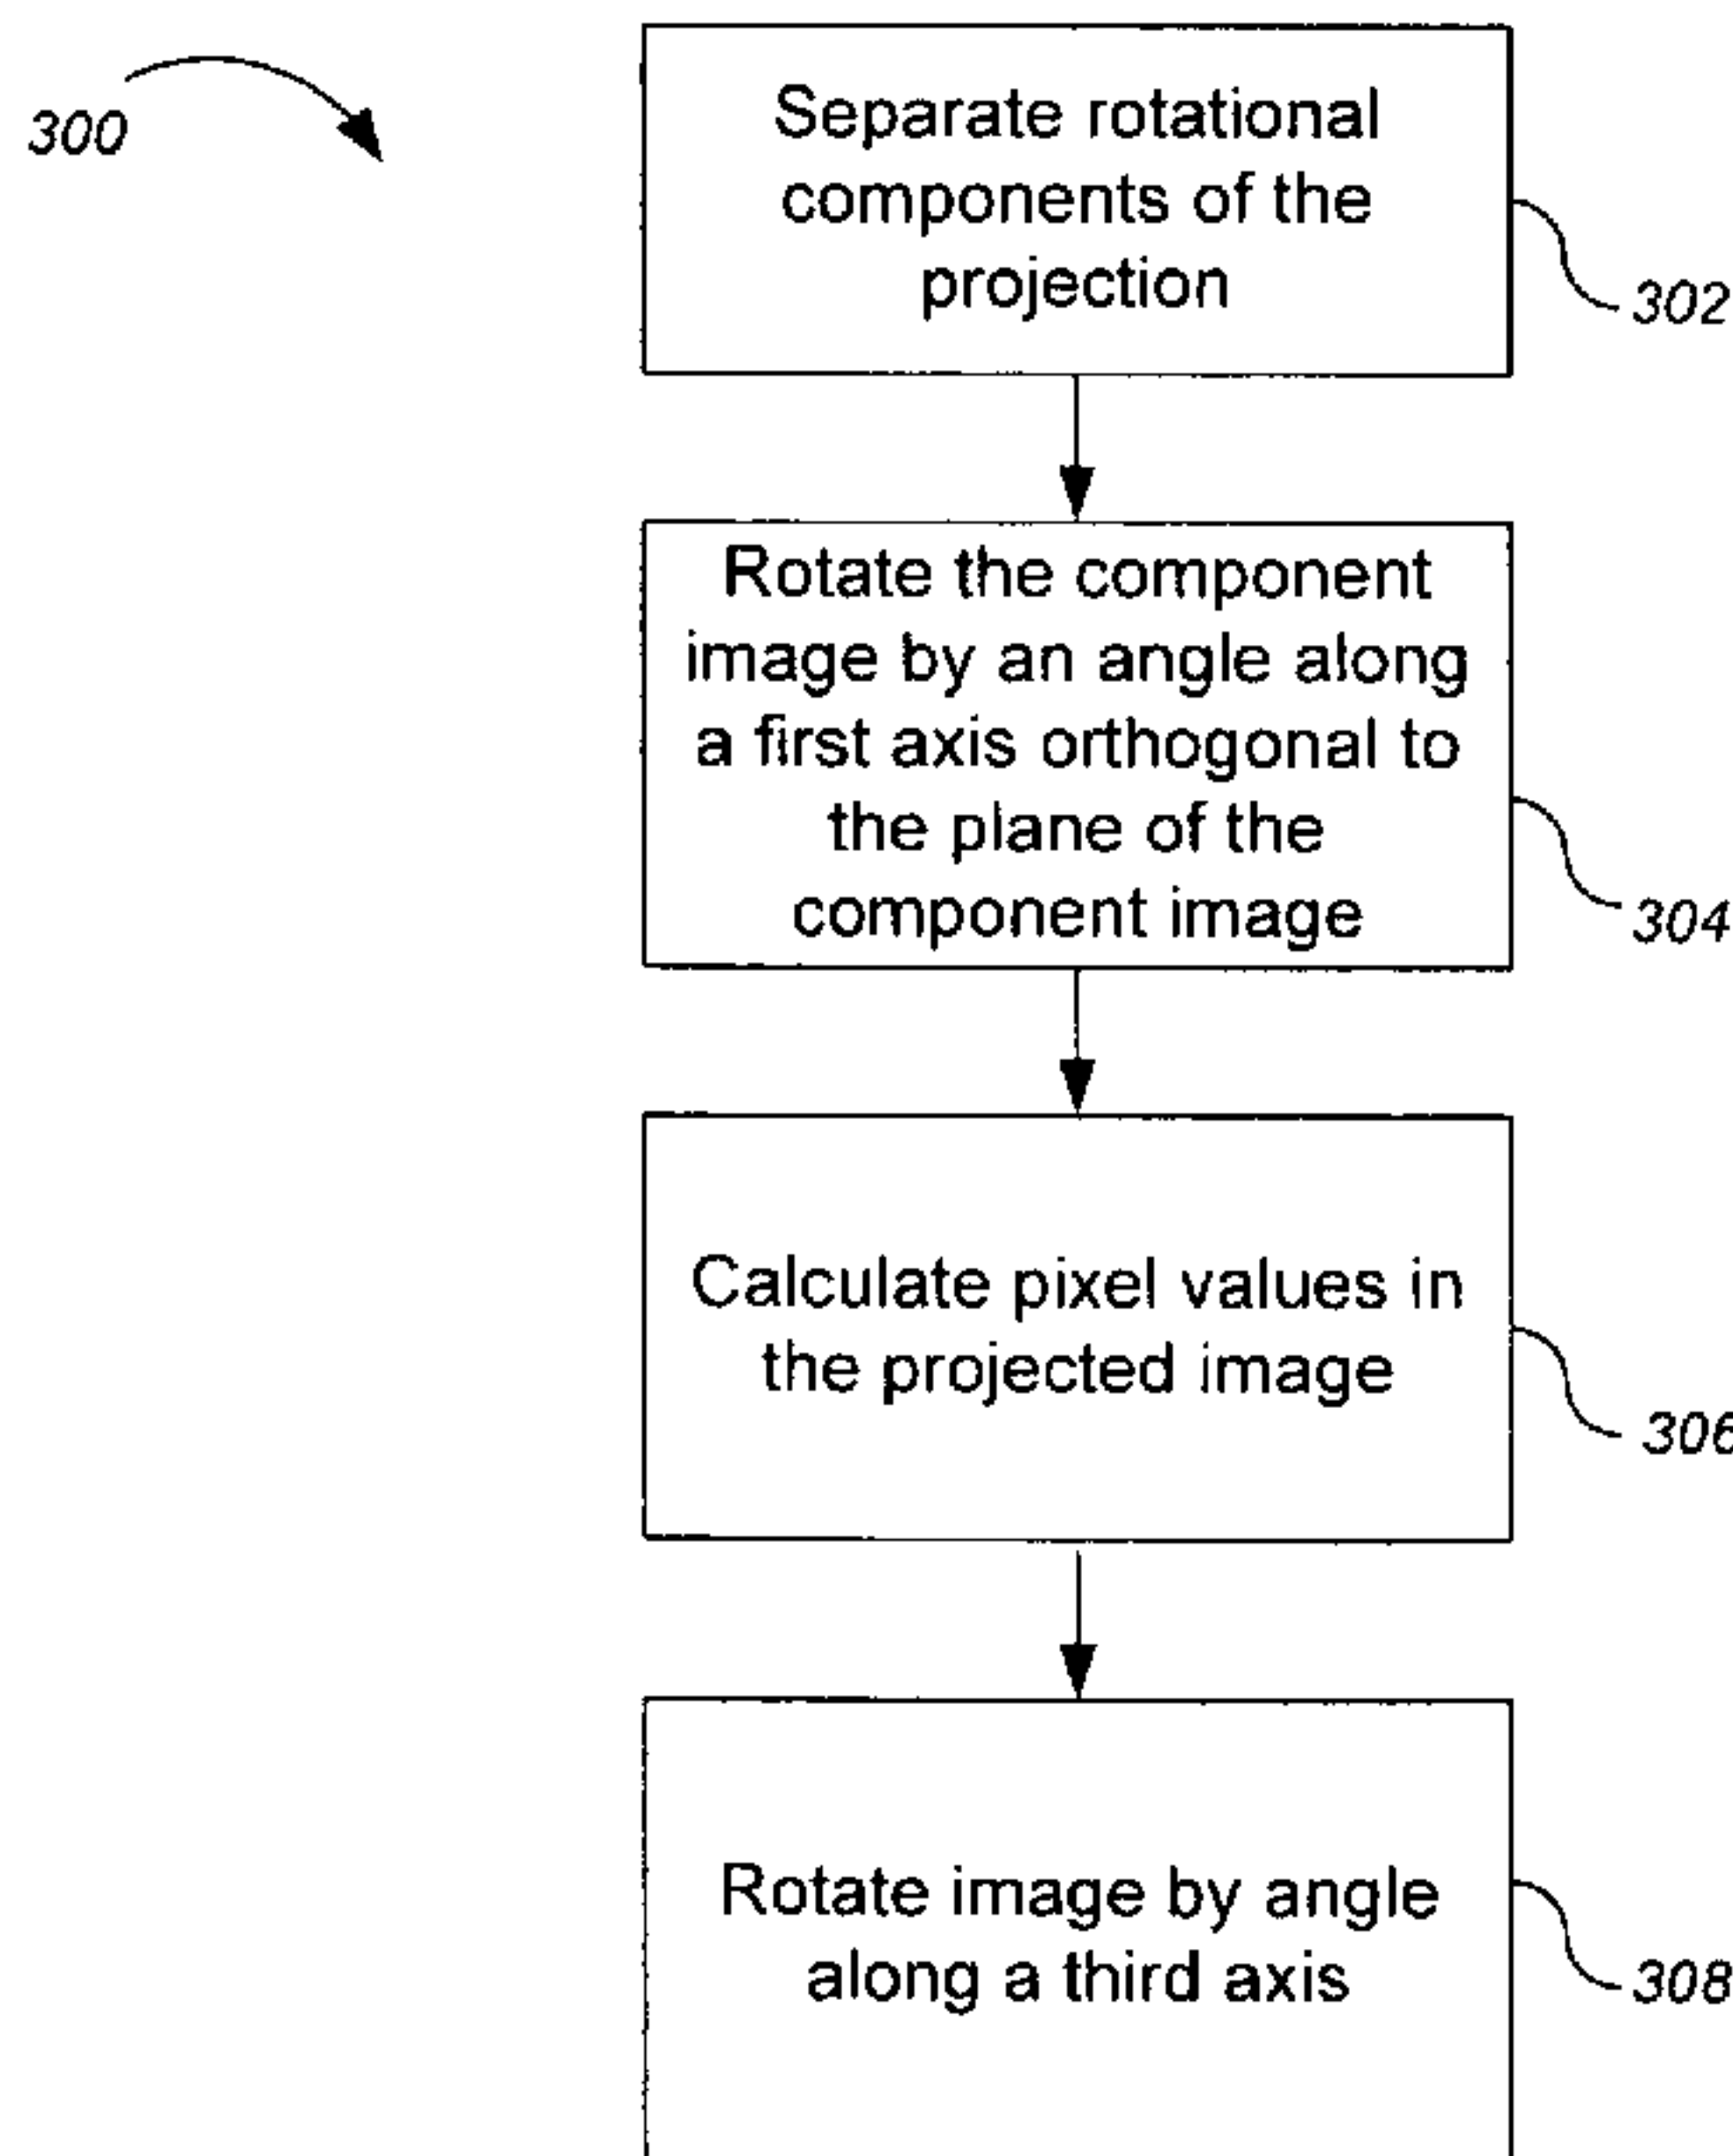 300
Separate rotational
components of the
projection
302
Rotate the component
image by an angle along
a first axis orthogonal to
the plane of the
component image
304
Calculate pixel values in
the projected image
306
Rotate image by angle
along a third axis
308